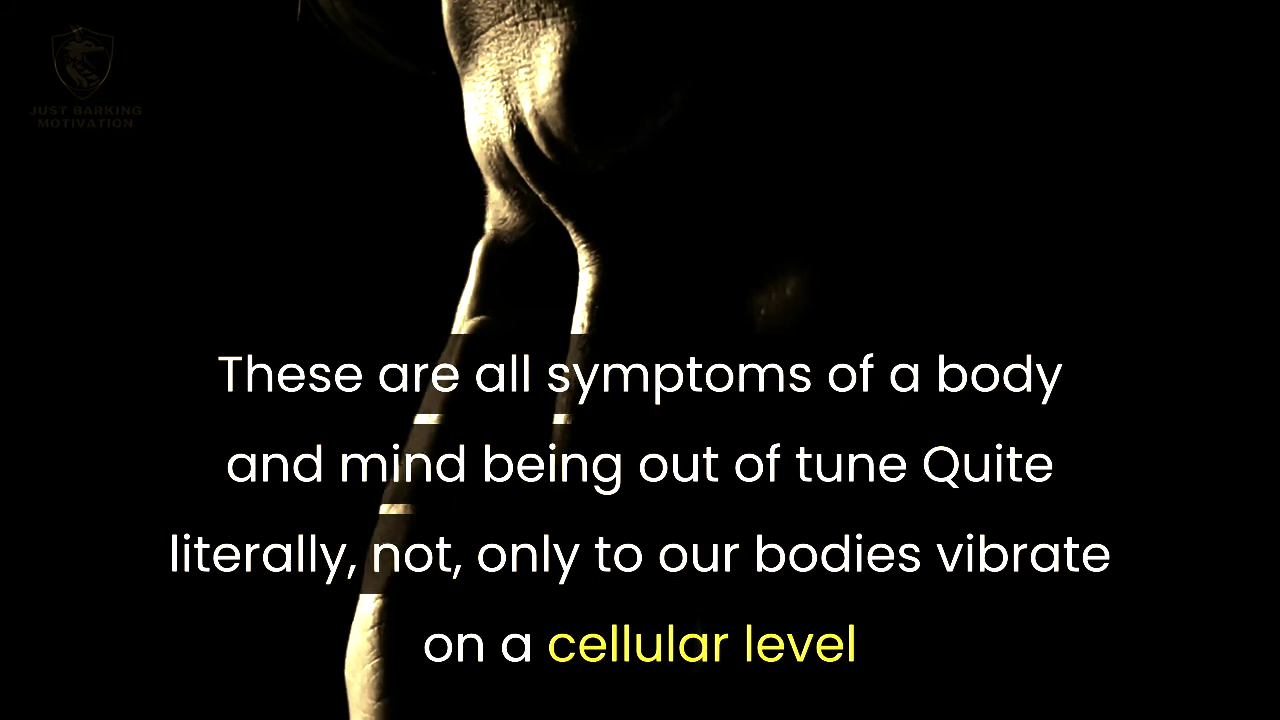 JUST BARKING
MOTIVATION
These are all symptoms of a body
and mind being out of tune Quite
literally, not, only to our bodies vibrate
on a cellular level